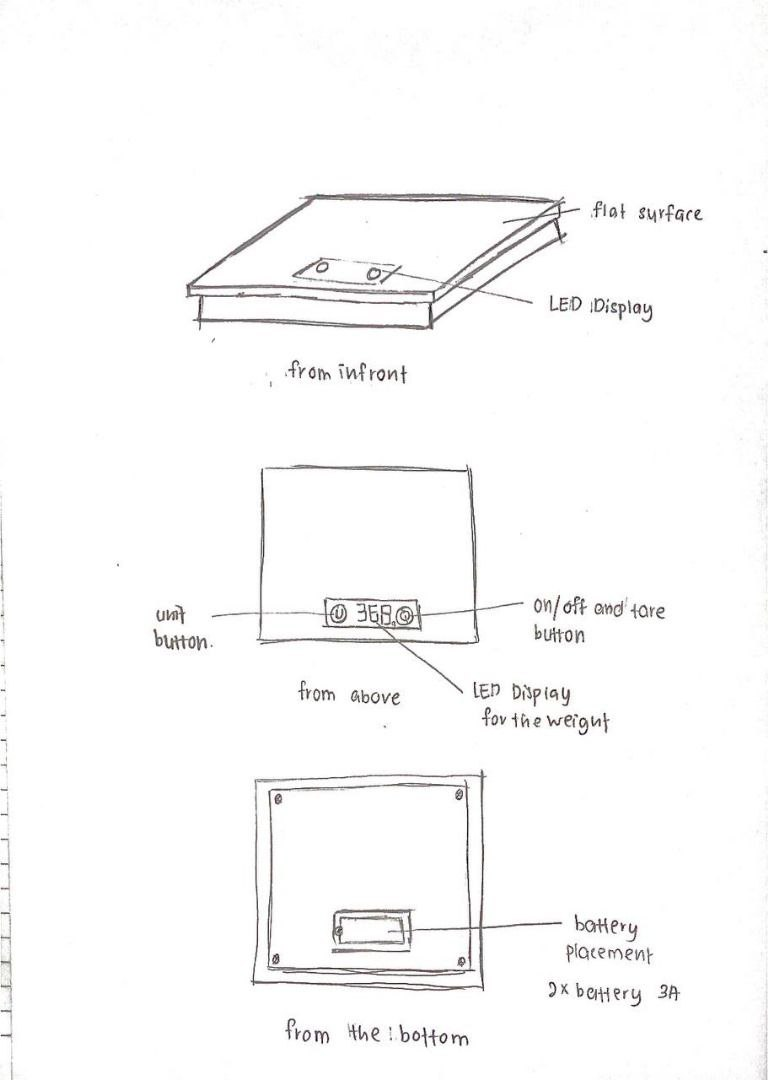 flat surface
LED Display
from infront
unit
button.
U 368.
on/off and tare
button
from above
LED Display
for the weight
battery
placement
2x battery 3A
from the bottom